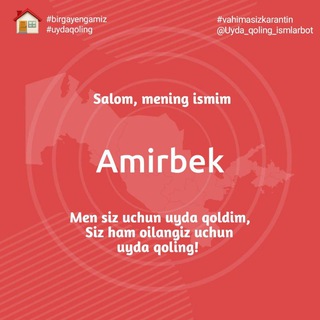 #birgayengamiz
#uydaqoling
#vahimasizkarantin
@Uyda_qoling_ismlarbot
Salom, mening ismim
Amirbek
Men siz uchun uyda qoldim,
Siz ham oilangiz uchun
uyda qoling!